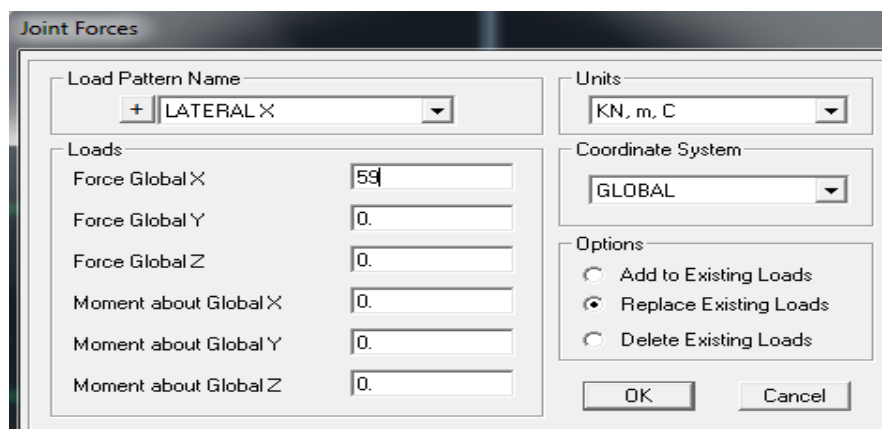 Joint Forces
Load Pattern Name
+ LATERAL X
Units
KN, m, C
Loads
Force Global X 59
Force Global Y 0.
Force Global Z 0.
Moment about Global X 0.
Moment about Global Y 0.
Moment about Global Z 0.
Coordinate System
GLOBAL
Options
Add to Existing Loads
Replace Existing Loads
Delete Existing Loads
OK Cancel